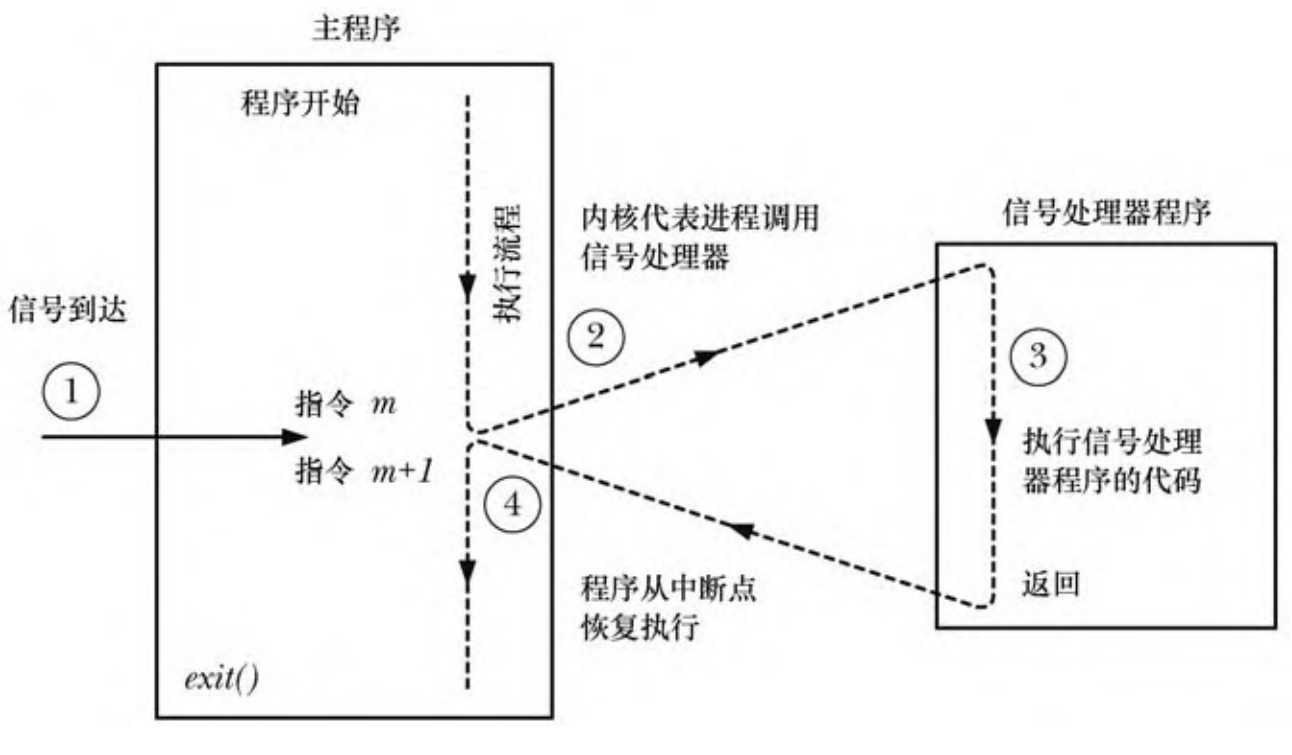 主程序
程序开始
执行流程
信号到达
①
指令 m
指令 m+1
内核代表进程调用
信号处理器
②
信号处理器程序
③
执行信号处理
器程序的代码
返回
④
程序从中断点
恢复执行
exit()